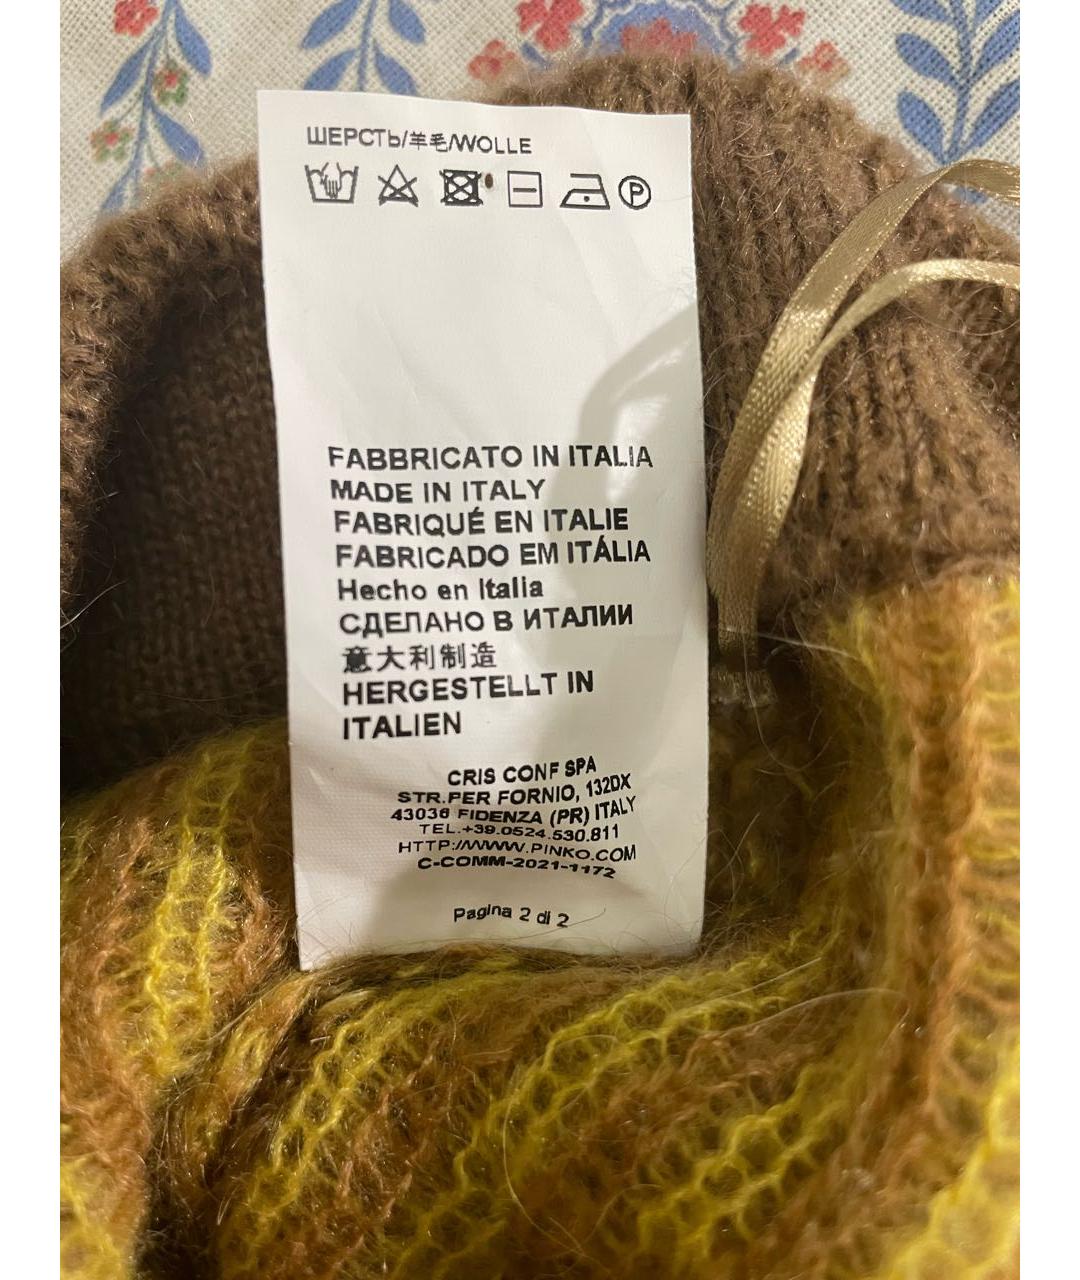 ШЕРСТЬ/羊毛/WOLLE
P
FABBRICATO IN ITALIA
MADE IN ITALY
FABRIQUÉ EN ITALIE
FABRICADO EM ITÁLIA
Hecho en Italia
СДЕЛАНО В ИТАЛИИ
意大利制造
HERGESTELLT IN
ITALIEN
CRIS CONF SPA
STR.PER FORNIO, 132DX
43036 FIDENZA (PR) ITALY
TEL.+39.0524.530.811
HTTP://WWW.PINKO.COM
C-COMM-2021-1172
Pagina 2 di 2